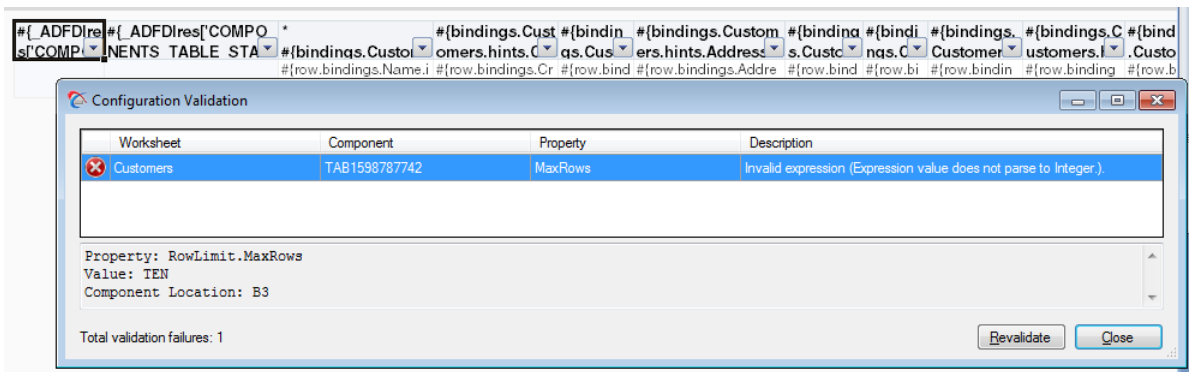 #{_ADFDIre #{_ADFDIres['COMPO * #{bindings.Cust #{bindin #{bindings.Custom #{binding #{bindi #{bindings. #{bindings.C #{bind
s['COMP NENTS_TABLE_STA #{bindings.Custo omers.hints.C gs.Cus ers.hints.Address s.Custo ngs.C Customer ustomers. .Custo
#{row.bindings.Name.i #{row.bindings.Cr #{row.bind #{row.bindings.Addre #{row.bind #{row.bi #{row.bindin #{row.binding #{row.b
Configuration Validation
Worksheet Component Property Description
Customers TAB1598787742 MaxRows Invalid expression (Expression value does not parse to Integer.).
Property: RowLimit.MaxRows
Value: TEN
Component Location: B3
Total validation failures: 1 Revalidate Close